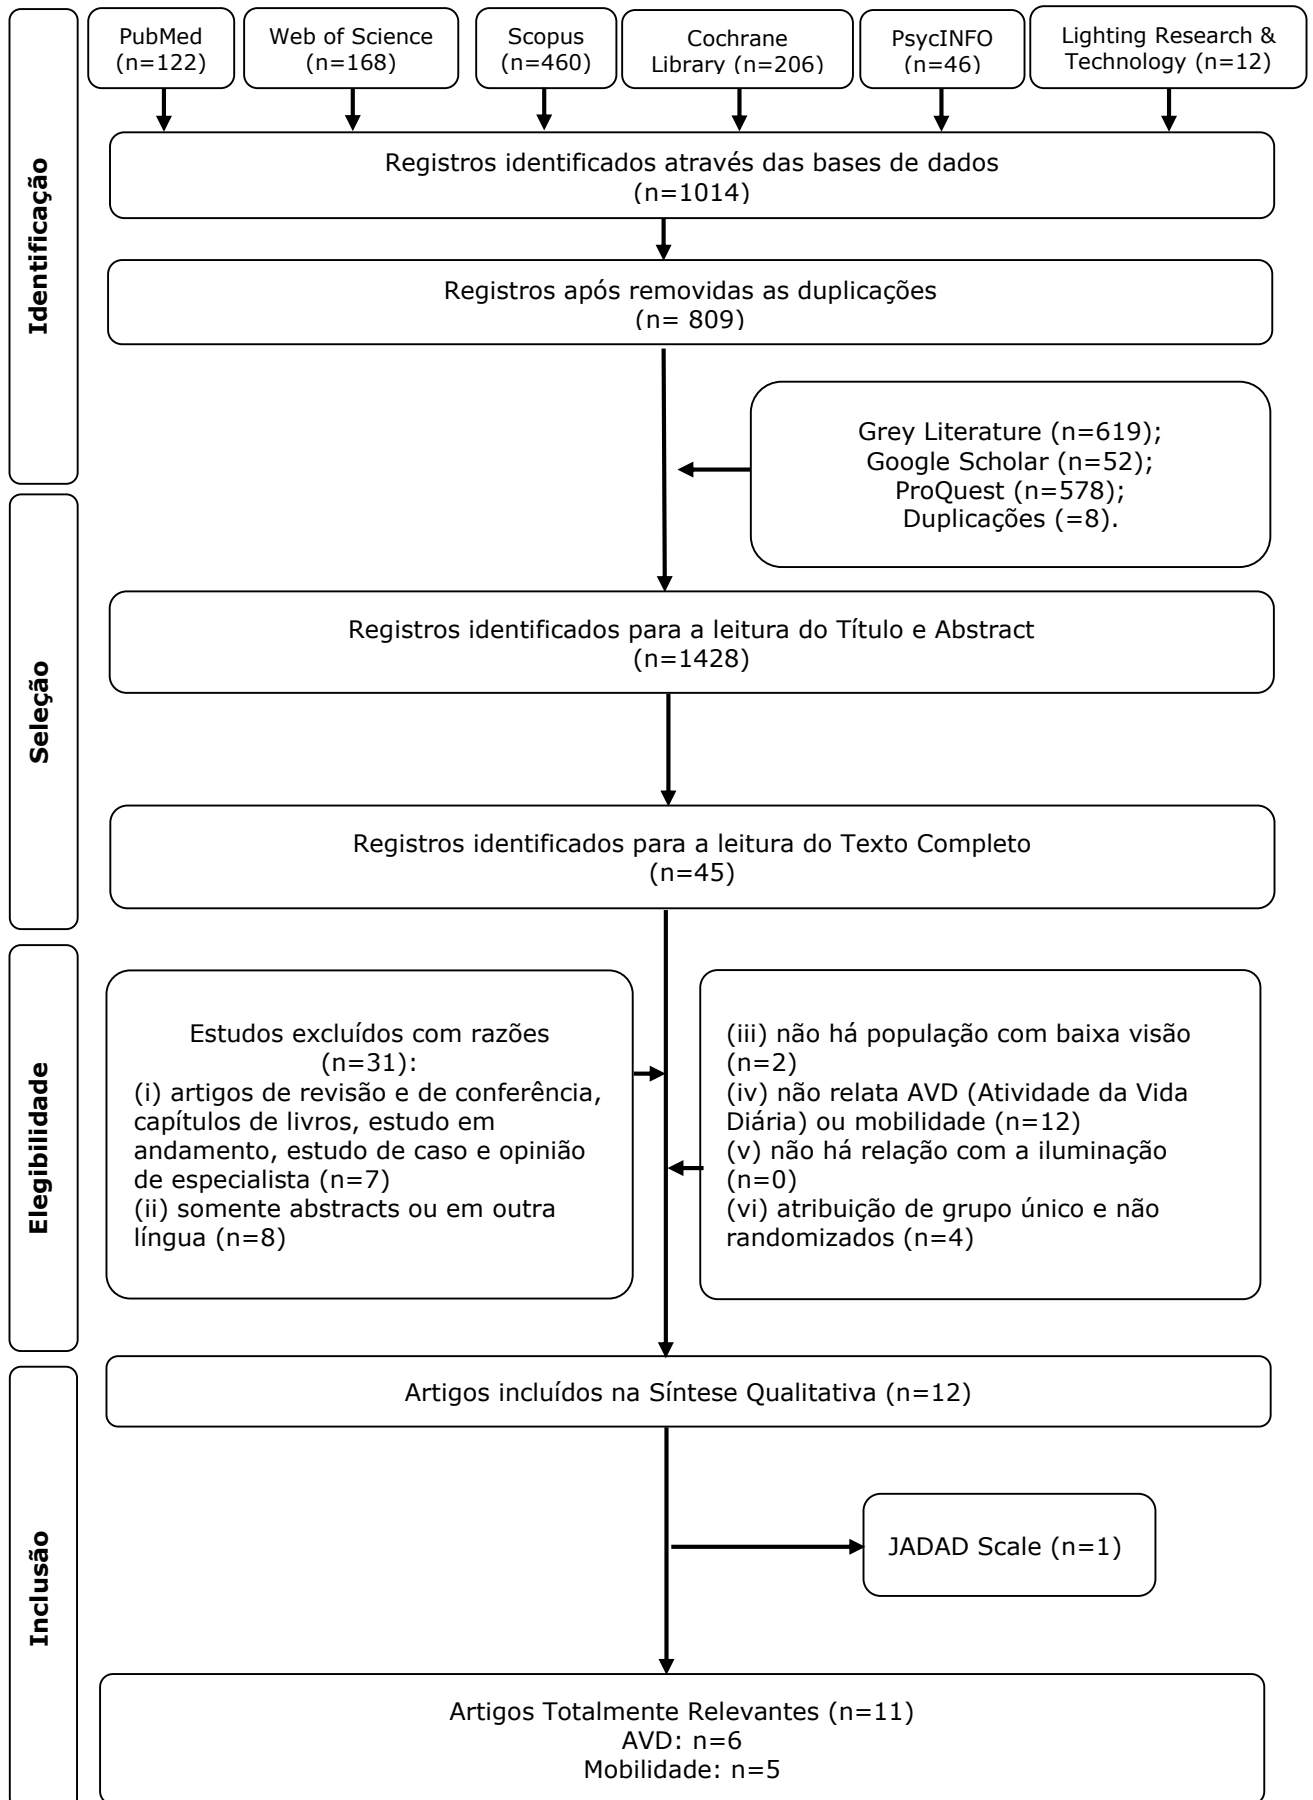 PubMed
(n=122)
Web of Science
(n=168)
Scopus
(n=460)
Cochrane
Library (n=206)
PsycINFO
(n=46)
Lighting Research &
Technology (n=12)
Identificação
Registros identificados através das bases de dados
(n=1014)
Registros após removidas as duplicações
(n= 809)
Grey Literature (n=619);
Google Scholar (n=52);
ProQuest (n=578);
Duplicações (=8).
Seleção
Registros identificados para a leitura do Título e Abstract
(n=1428)
Registros identificados para a leitura do Texto Completo
(n=45)
Elegibilidade
Estudos excluídos com razões
(n=31):
(i) artigos de revisão e de conferência,
capítulos de livros, estudo em
andamento, estudo de caso e opinião
de especialista (n=7)
(ii) somente abstracts ou em outra
língua (n=8)
(iii) não há população com baixa visão
(n=2)
(iv) não relata AVD (Atividade da Vida
Diária) ou mobilidade (n=12)
(v) não há relação com a iluminação
(n=0)
(vi) atribuição de grupo único e não
randomizados (n=4)
Inclusão
Artigos incluídos na Síntese Qualitativa (n=12)
JADAD Scale (n=1)
Artigos Totalmente Relevantes (n=11)
AVD: n=6
Mobilidade: n=5